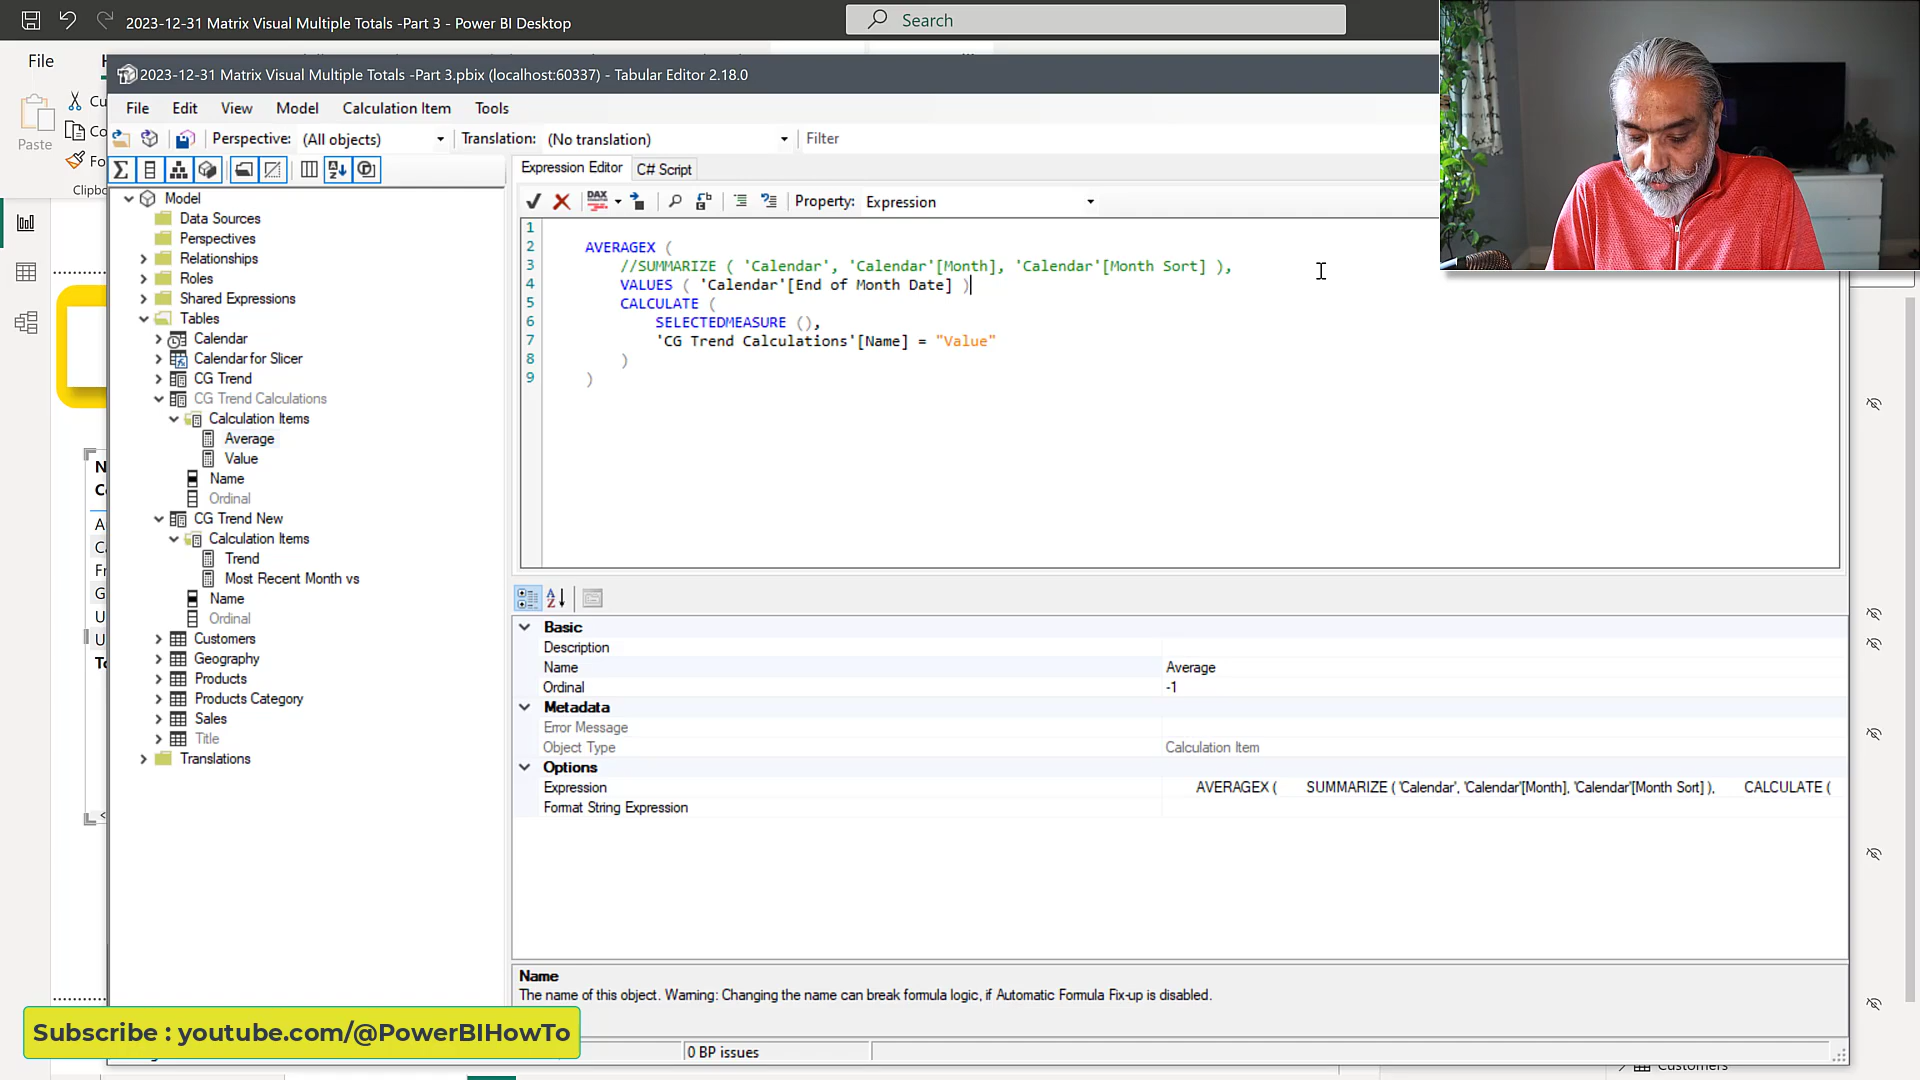 2023-12-31 Matrix Visual Multiple Totals -Part 3 - Power BI Desktop
Search
File
Paste
2023-12-31 Matrix Visual Multiple Totals -Part 3.pbix (localhost:60337) - Tabular Editor 2.18.0
File Edit View Model Calculation Item Tools
Perspective: (All objects) Translation: (No translation) Filter
Expression Editor C# Script
Property: Expression
Model
Data Sources
Perspectives
Relationships
Roles
Shared Expressions
Tables
Calendar
Calendar for Slicer
CG Trend
CG Trend Calculations
Calculation Items
Average
Value
Name
Ordinal
CG Trend New
Calculation Items
Trend
Most Recent Month vs
Name
Ordinal
Customers
Geography
Products
Products Category
Sales
Title
Translations
1
2 AVERAGEX (
3 //SUMMARIZE ( 'Calendar', 'Calendar'[Month], 'Calendar'[Month Sort] ),
4 VALUES ( 'Calendar'[End of Month Date] )
5 CALCULATE (
6 SELECTEDMEASURE (),
7 'CG Trend Calculations'[Name] = "Value"
8 )
9 )
Basic
Description
Name Average
Ordinal -1
Metadata
Error Message
Object Type Calculation Item
Options
Expression AVERAGEX ( SUMMARIZE ( 'Calendar', 'Calendar'[Month], 'Calendar'[Month Sort] ), CALCULATE (
Format String Expression
Name
The name of this object. Warning: Changing the name can break formula logic, if Automatic Formula Fix-up is disabled.
Subscribe : youtube.com/@PowerBIHowTo
0 BP issues